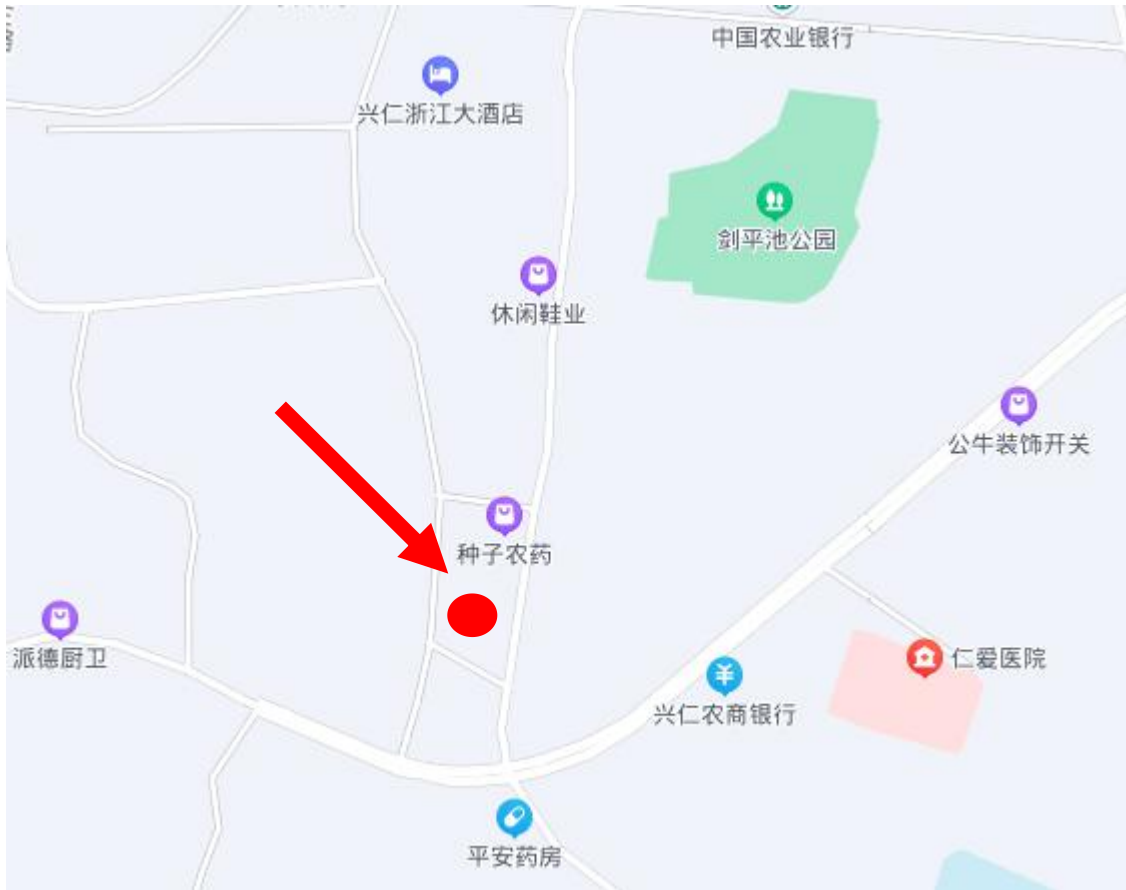 中国农业银行
兴仁浙江大酒店
剑平池公园
休闲鞋业
公牛装饰开关
种子农药
派德厨卫
仁爱医院
兴仁农商银行
平安药房